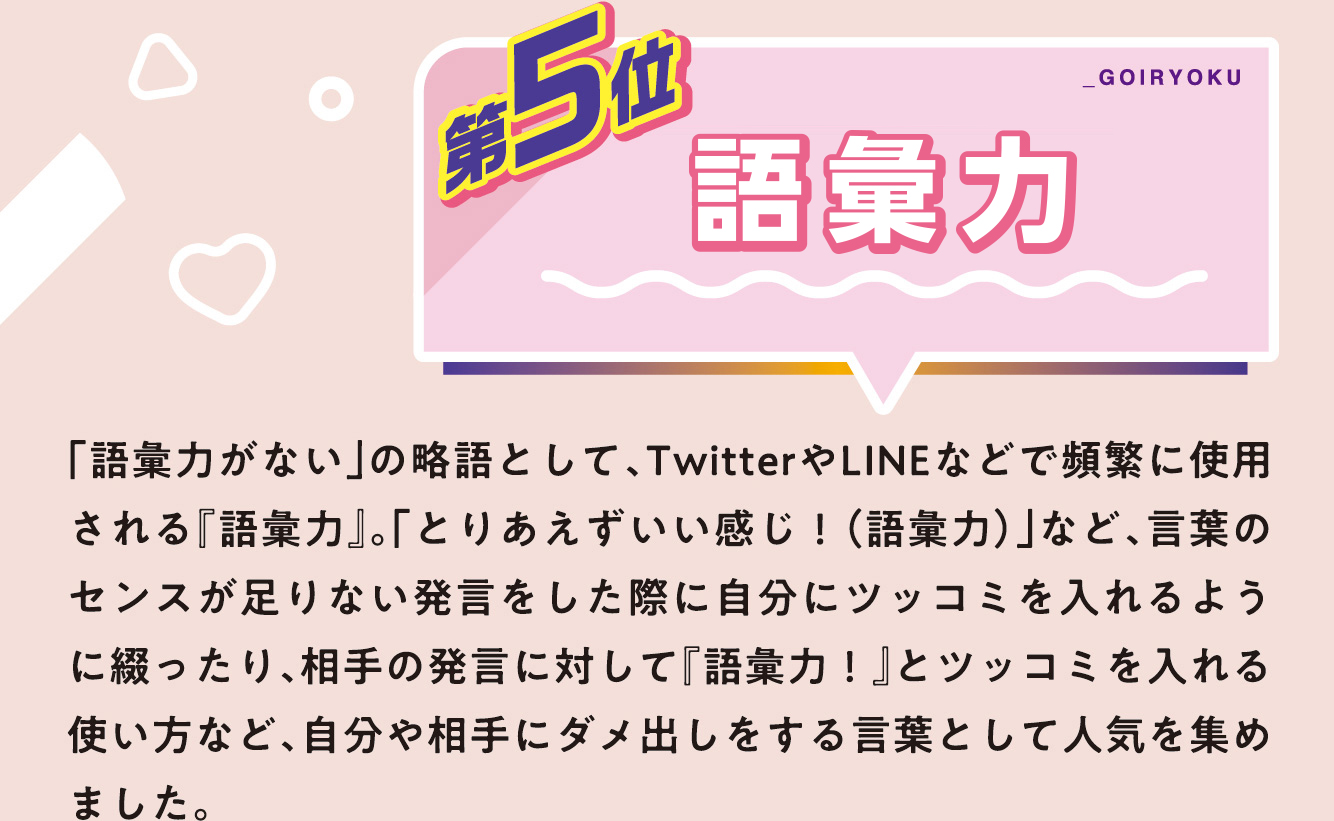 第5位
_GOIRYOKU
語彙力
「語彙力がない」の略語として、TwitterやLINEなどで頻繁に使用
される『語彙力』。「とりあえずいい感じ！（語彙力）」など、言葉の
センスが足りない発言をした際に自分にツッコミを入れるよう
に綴ったり、相手の発言に対して『語彙力！』とツッコミを入れる
使い方など、自分や相手にダメ出しをする言葉として人気を集め
ました。